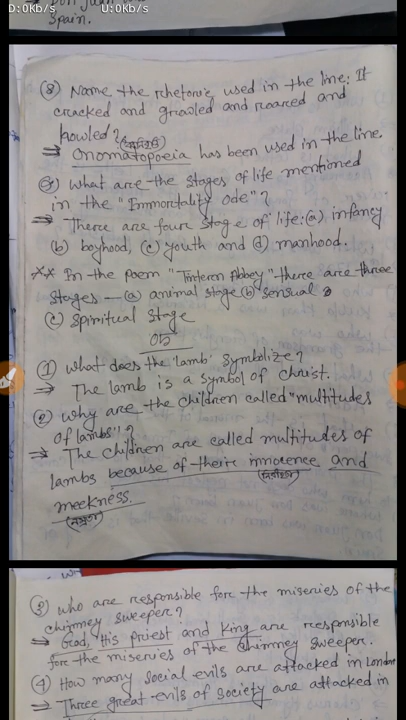 D:0Kb/s U:0Kb/s
→ Don Juan
Spain.
⑧ Name the rhetoric used in the line: It
cracked and growled and roared and
howled?
⇒ Onomatopoeia has been used in the line.
⑨ What are the stages of life mentioned
in the "Immortality Ode"?
⇒ There are four stage of life: (a) infancy
(b) boyhood, (c) youth and (d) manhood.
** In the poem "Tintern Abbey" there are three
stages — (a) animal stage (b) sensual &
(c) Spiritual Stage
① What does the 'lamb' symbolize?
⇒ The lamb is a symbol of Christ.
② Why are the children called "multitudes
of lambs"?
⇒ The children are called multitudes of
lambs because of their innocence and
meekness.
(নম্রতা)
③ Who are responsible for the miseries of the
chimney sweeper?
⇒ God, His priest and king are responsible
for the miseries of the chimney sweeper.
④ How many social evils are attacked in London
⇒ Three great evils of society are attacked in